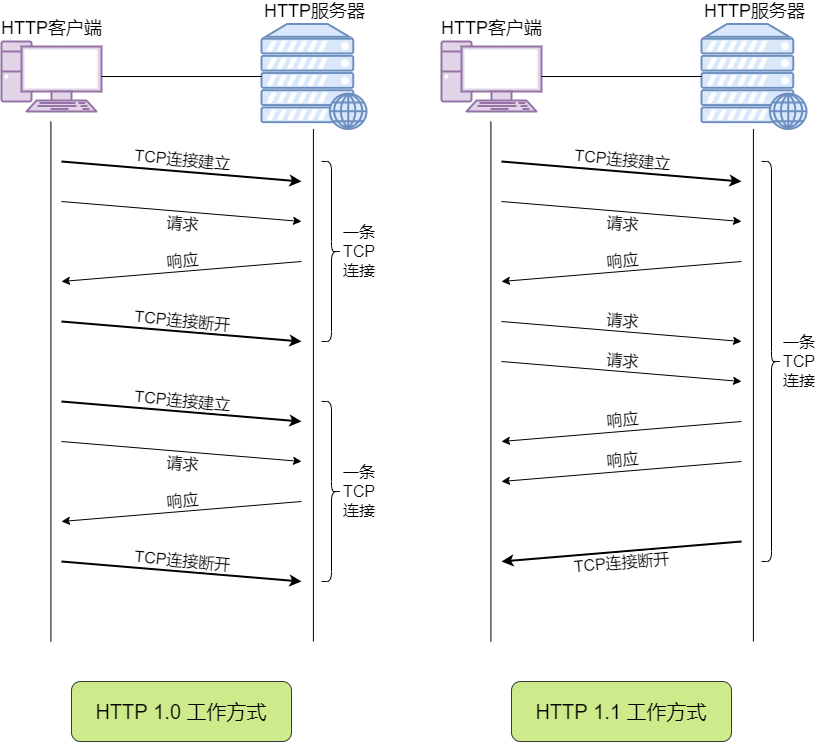 HTTP客户端
HTTP服务器
TCP连接建立
请求
响应
TCP连接断开
一条
TCP
连接
TCP连接建立
请求
响应
TCP连接断开
一条
TCP
连接
HTTP 1.0 工作方式
HTTP客户端
HTTP服务器
TCP连接建立
请求
响应
请求
请求
响应
响应
TCP连接断开
一条
TCP
连接
HTTP 1.1 工作方式